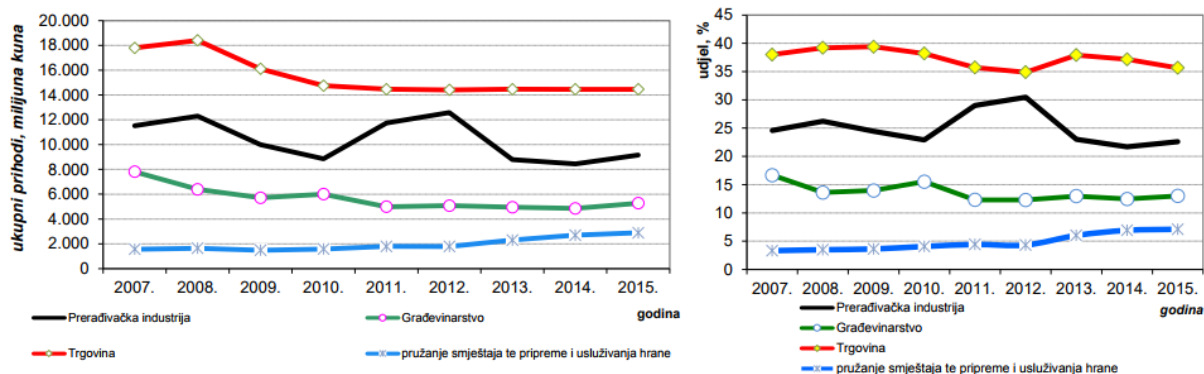 ukupni prihodi, milijuna kuna
20.000
18.000
16.000
14.000
12.000
10.000
8.000
6.000
4.000
2.000
0
2007. 2008. 2009. 2010. 2011. 2012. 2013. 2014. 2015.
godina
Prerađivačka industrija
Građevinarstvo
Trgovina
pružanje smještaja te pripreme i usluživanja hrane
udjel, %
45
40
35
30
25
20
15
10
5
0
2007. 2008. 2009. 2010. 2011. 2012. 2013. 2014. 2015.
godina
Prerađivačka industrija
Građevinarstvo
Trgovina
pružanje smještaja te pripreme i usluživanja hrane